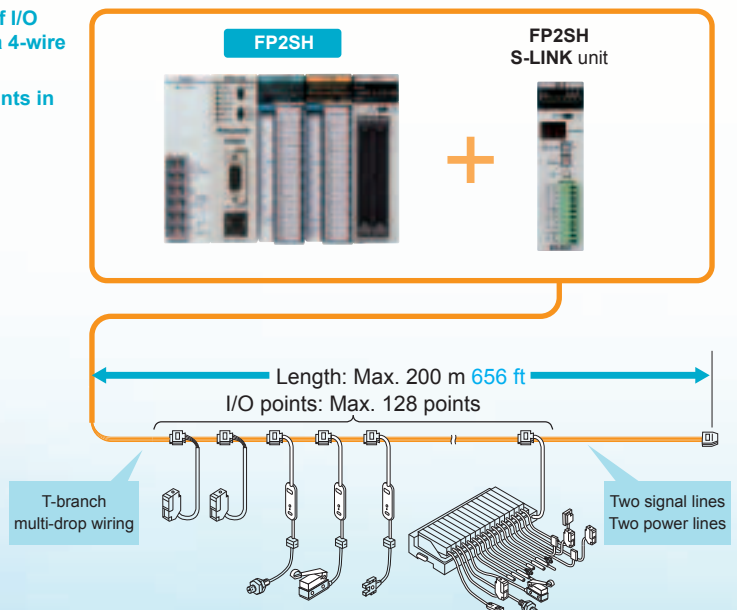 f I/O
a 4-wire
nts in
FP2SH
FP2SH
S-LINK unit
Length: Max. 200 m 656 ft
I/O points: Max. 128 points
T-branch
multi-drop wiring
Two signal lines
Two power lines